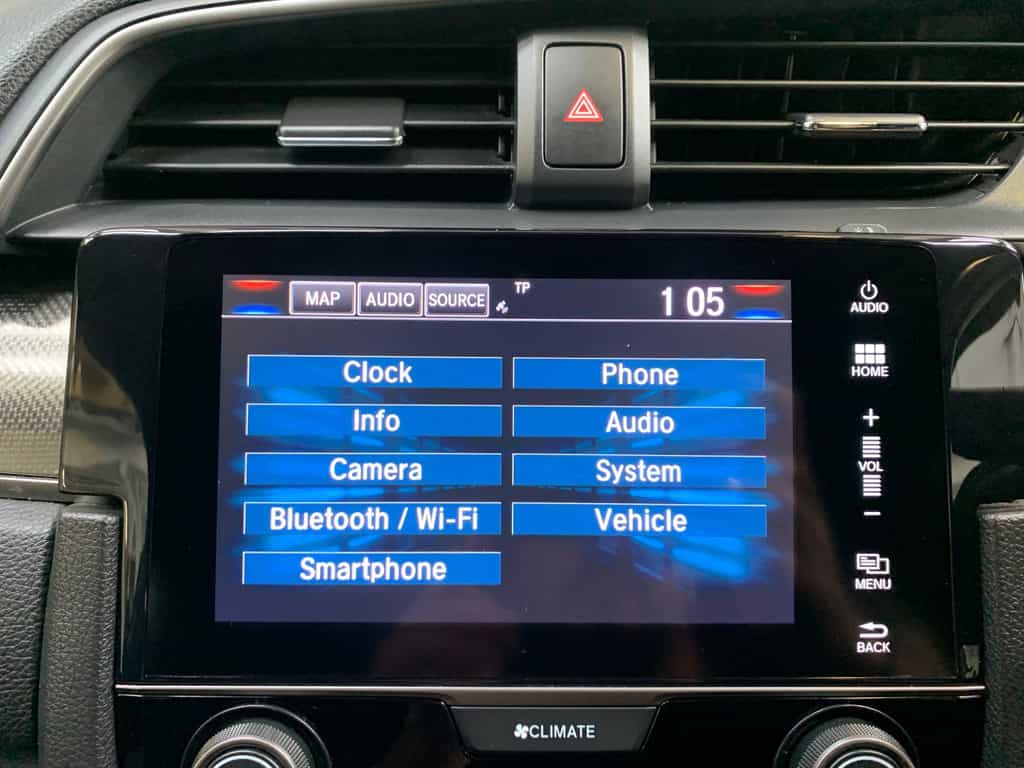 MAP AUDIO SOURCE TP 1 05
Clock
Phone
Info
Audio
Camera
System
Bluetooth / Wi-Fi
Vehicle
Smartphone
AUDIO
HOME
+
VOL
−
MENU
BACK
CLIMATE